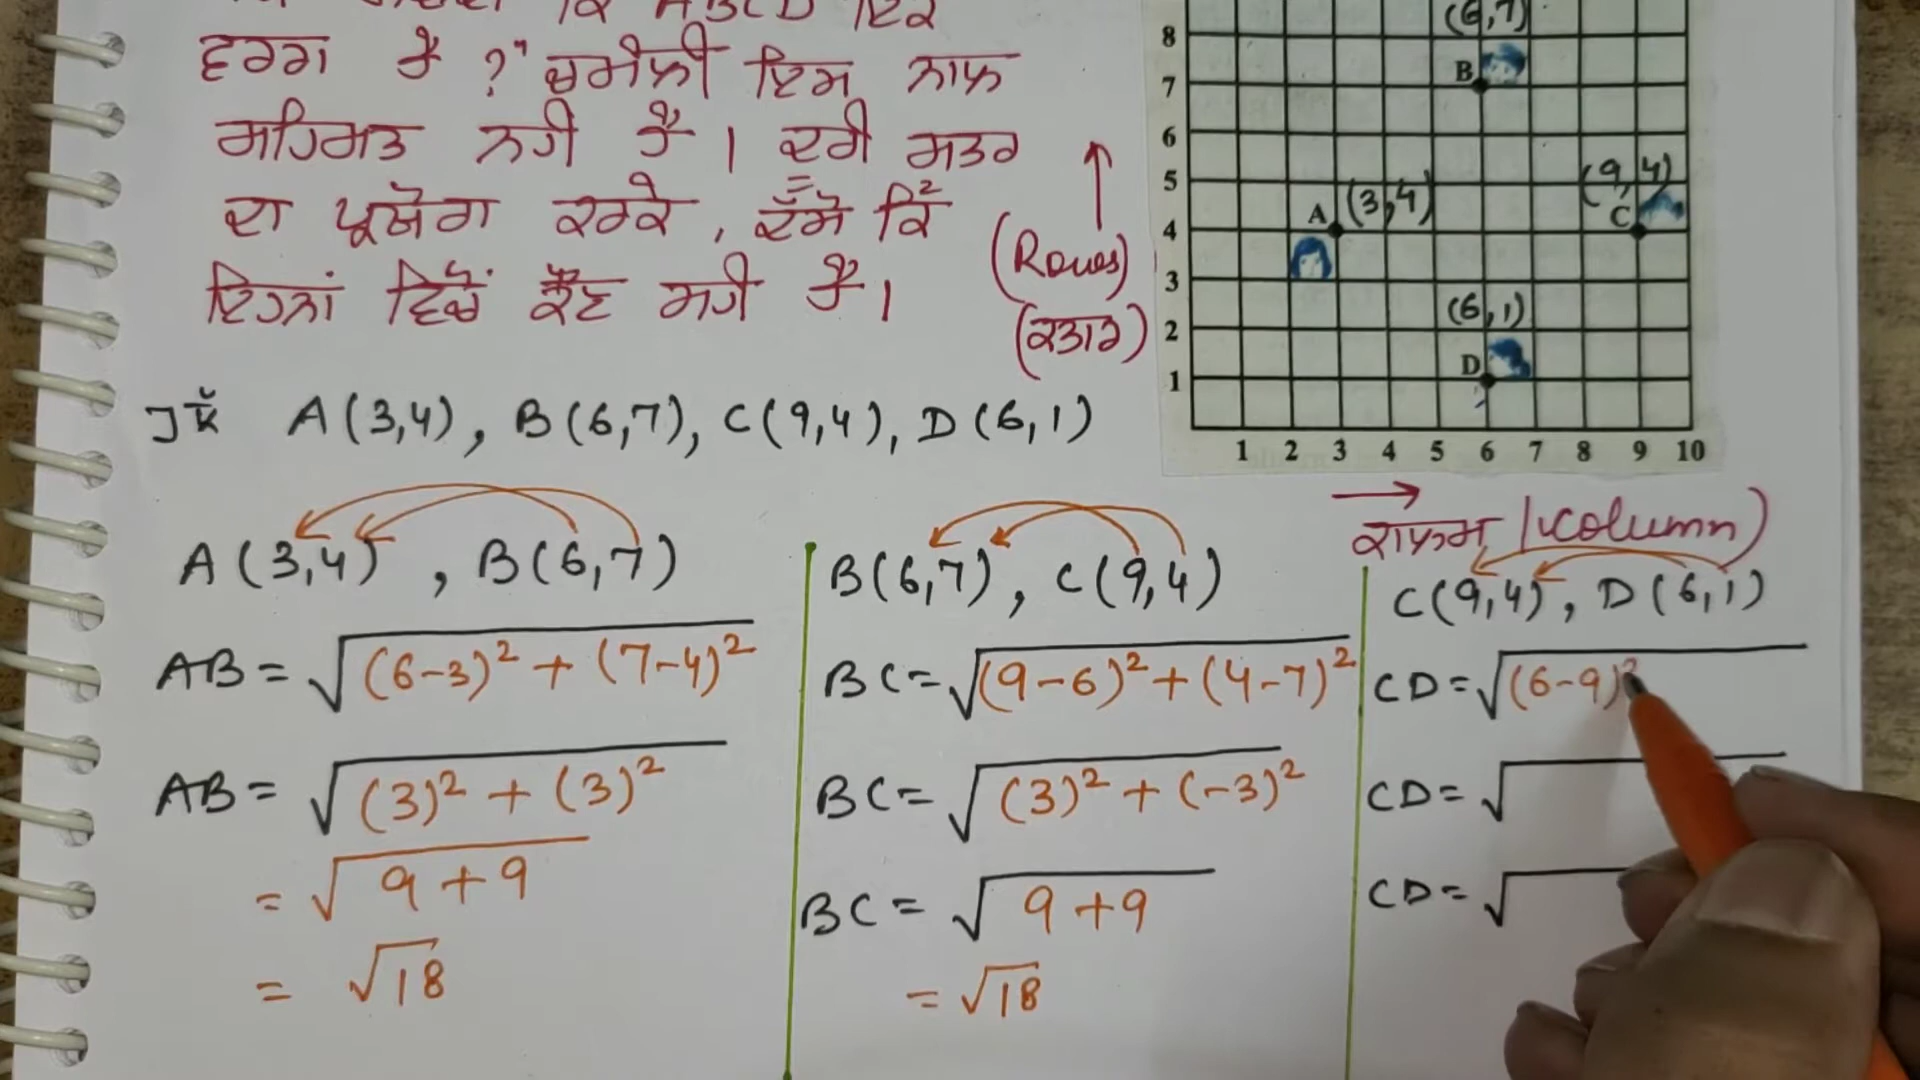 ABCD ਇਕ
ਵਰਗ ਹੈ ?" ਚਮੇਲੀ ਇਸ ਨਾਲ
ਸਹਿਮਤ ਨਹੀ ਹੈ । ਦੂਰੀ ਸੂਤਰ
ਦਾ ਪ੍ਰਯੋਗ ਕਰਕੇ , ਦੱਸੋ ਕਿ
ਇਹਨਾਂ ਵਿਚੋਂ ਕੌਣ ਸਹੀ ਹੈ ।
(Rows)
(ਕਤਾਰ)
ਹੱਲ A(3,4), B(6,7), C(9,4), D(6,1)
(6,7)
8
B
7
6
(9,4)
5
A (3,4)
C
4
3
(6,1)
2
D
1
1 2 3 4 5 6 7 8 9 10
ਕਾਲਮ (column)
A(3,4) , B(6,7)
AB = √(6-3)² + (7-4)²
AB = √(3)² + (3)²
= √9+9
= √18
B(6,7) , C(9,4)
BC = √(9-6)² + (4-7)²
BC = √(3)² + (-3)²
BC = √9+9
= √18
C(9,4) , D(6,1)
CD = √(6-9)²
CD = √
CD = √